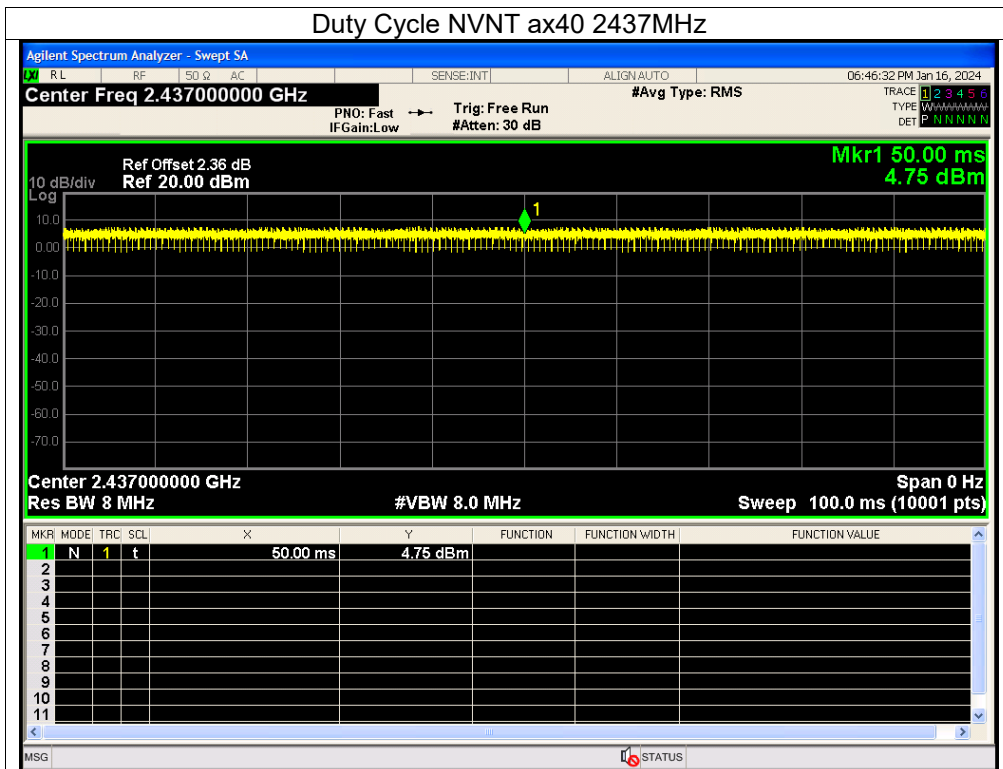 Duty Cycle NVNT ax40 2437MHz
Agilent Spectrum Analyzer - Swept SA
LXI RL RF 50 Ω AC SENSE:INT ALIGNAUTO 06:46:32 PM Jan 16, 2024
Center Freq 2.437000000 GHz #Avg Type: RMS TRACE 1 2 3 4 5 6
PNO: Fast Trig: Free Run TYPE WWWWWW
IFGain:Low #Atten: 30 dB DET P N N N N N
Mkr1 50.00 ms
Ref Offset 2.36 dB
10 dB/div Ref 20.00 dBm 4.75 dBm
Log
1
10.0
0.00
-10.0
-20.0
-30.0
-40.0
-50.0
-60.0
-70.0
Center 2.437000000 GHz Span 0 Hz
Res BW 8 MHz #VBW 8.0 MHz Sweep 100.0 ms (10001 pts)
MKR MODE TRC SCL X Y FUNCTION FUNCTION WIDTH FUNCTION VALUE
1 N 1 t 50.00 ms 4.75 dBm
2
3
4
5
6
7
8
9
10
11
MSG STATUS